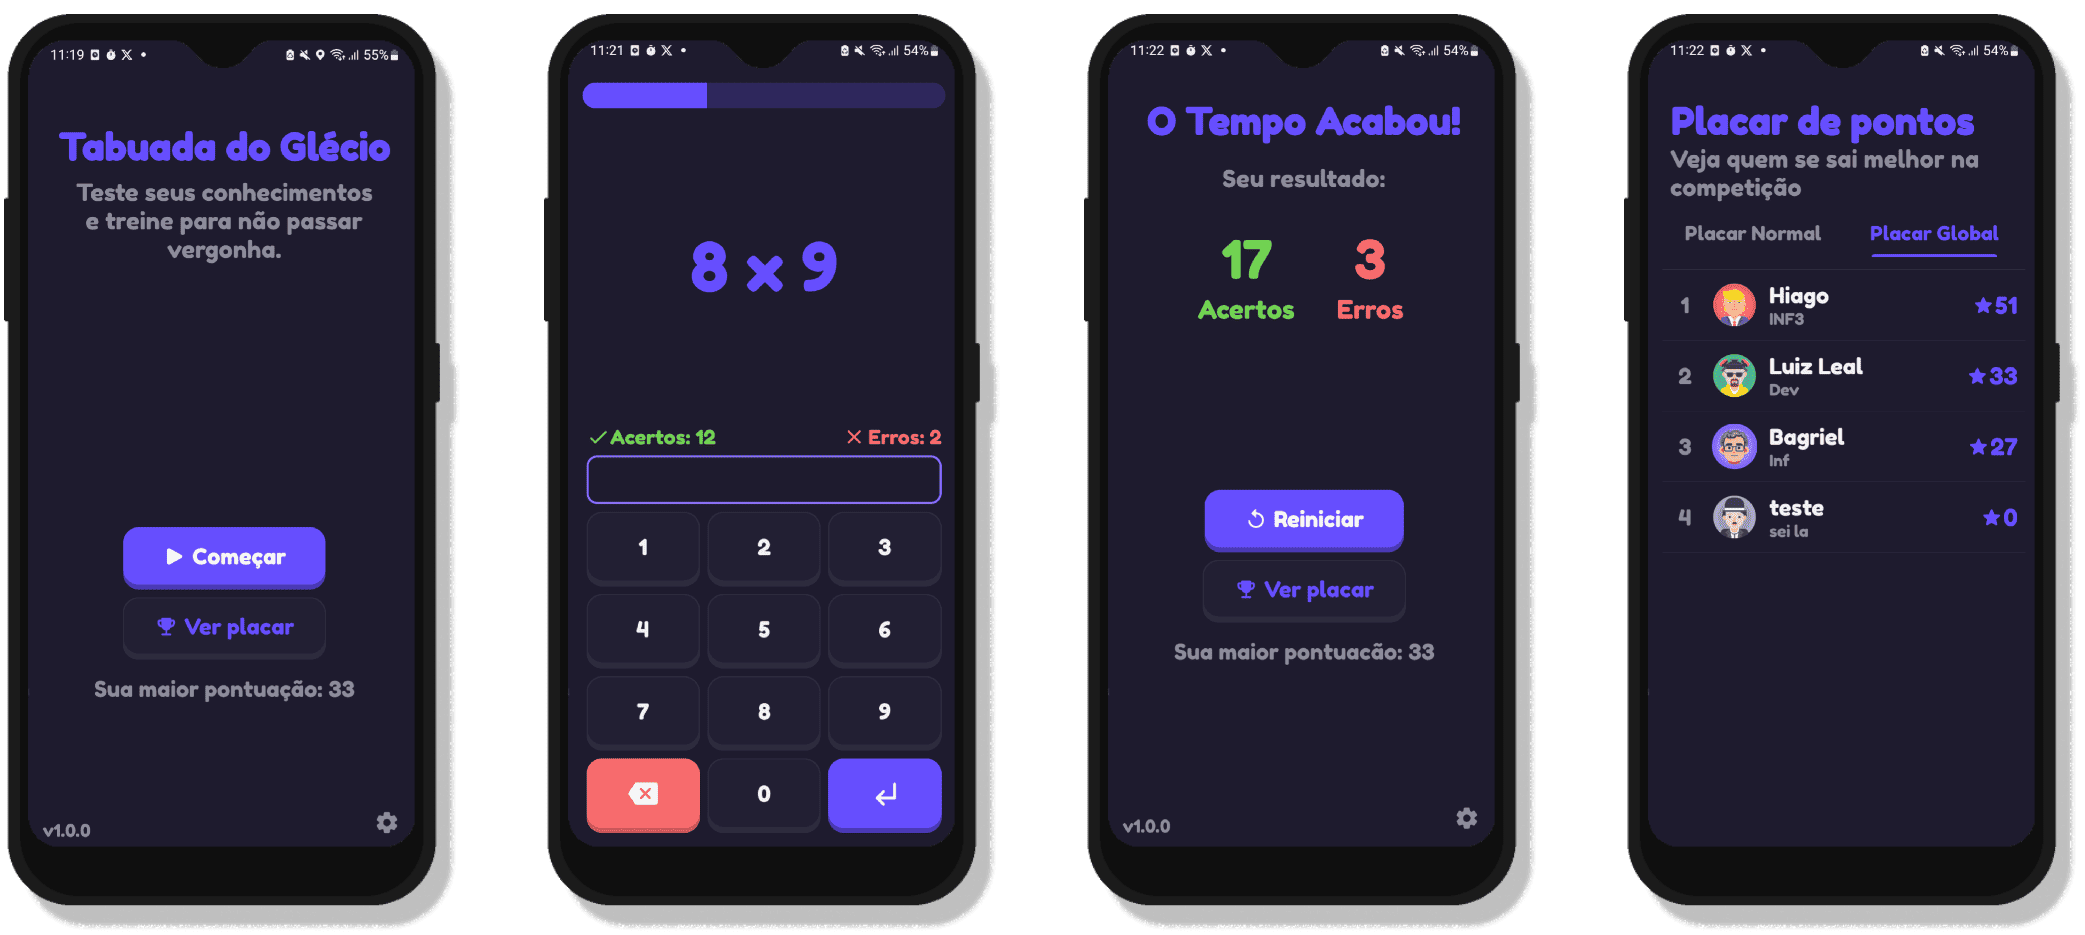 11:19
55%
Tabuada do Glécio
Teste seus conhecimentos
e treine para não passar
vergonha.
Começar
Ver placar
Sua maior pontuação: 33
v1.0.0
11:21
54%
8 x 9
Acertos: 12
Erros: 2
1 2 3
4 5 6
7 8 9
0
11:22
54%
O Tempo Acabou!
Seu resultado:
17 3
Acertos Erros
Reiniciar
Ver placar
Sua maior pontuacão: 33
v1.0.0
11:22
54%
Placar de pontos
Veja quem se sai melhor na
competição
Placar Normal Placar Global
1 Hiago 51
INF3
2 Luiz Leal 33
Dev
3 Bagriel 27
Inf
4 teste 0
sei la